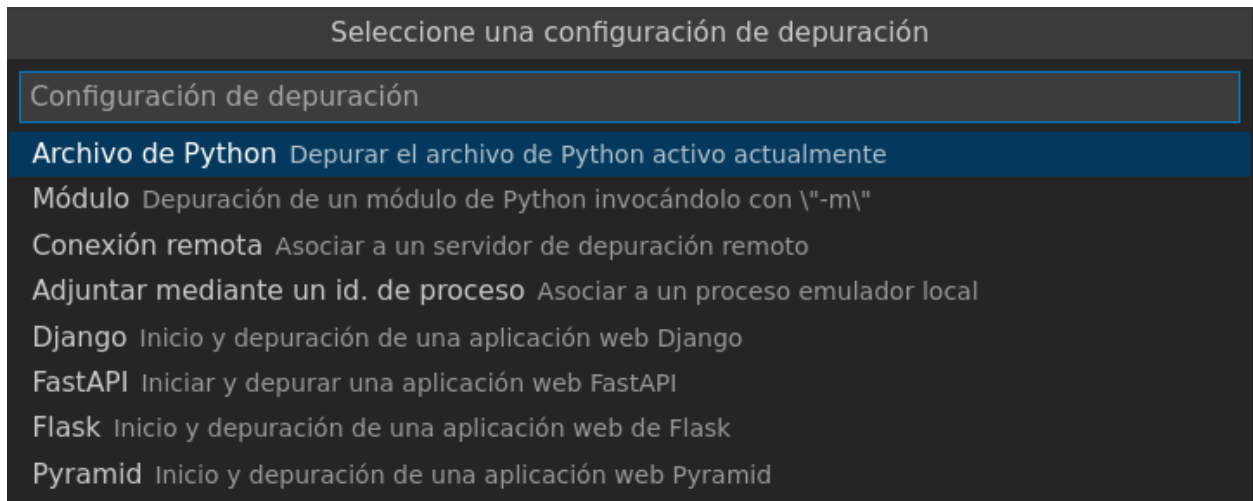 Seleccione una configuración de depuración
Configuración de depuración
Archivo de Python Depurar el archivo de Python activo actualmente
Módulo Depuración de un módulo de Python invocándolo con \"-m\"
Conexión remota Asociar a un servidor de depuración remoto
Adjuntar mediante un id. de proceso Asociar a un proceso emulador local
Django Inicio y depuración de una aplicación web Django
FastAPI Iniciar y depurar una aplicación web FastAPI
Flask Inicio y depuración de una aplicación web de Flask
Pyramid Inicio y depuración de una aplicación web Pyramid